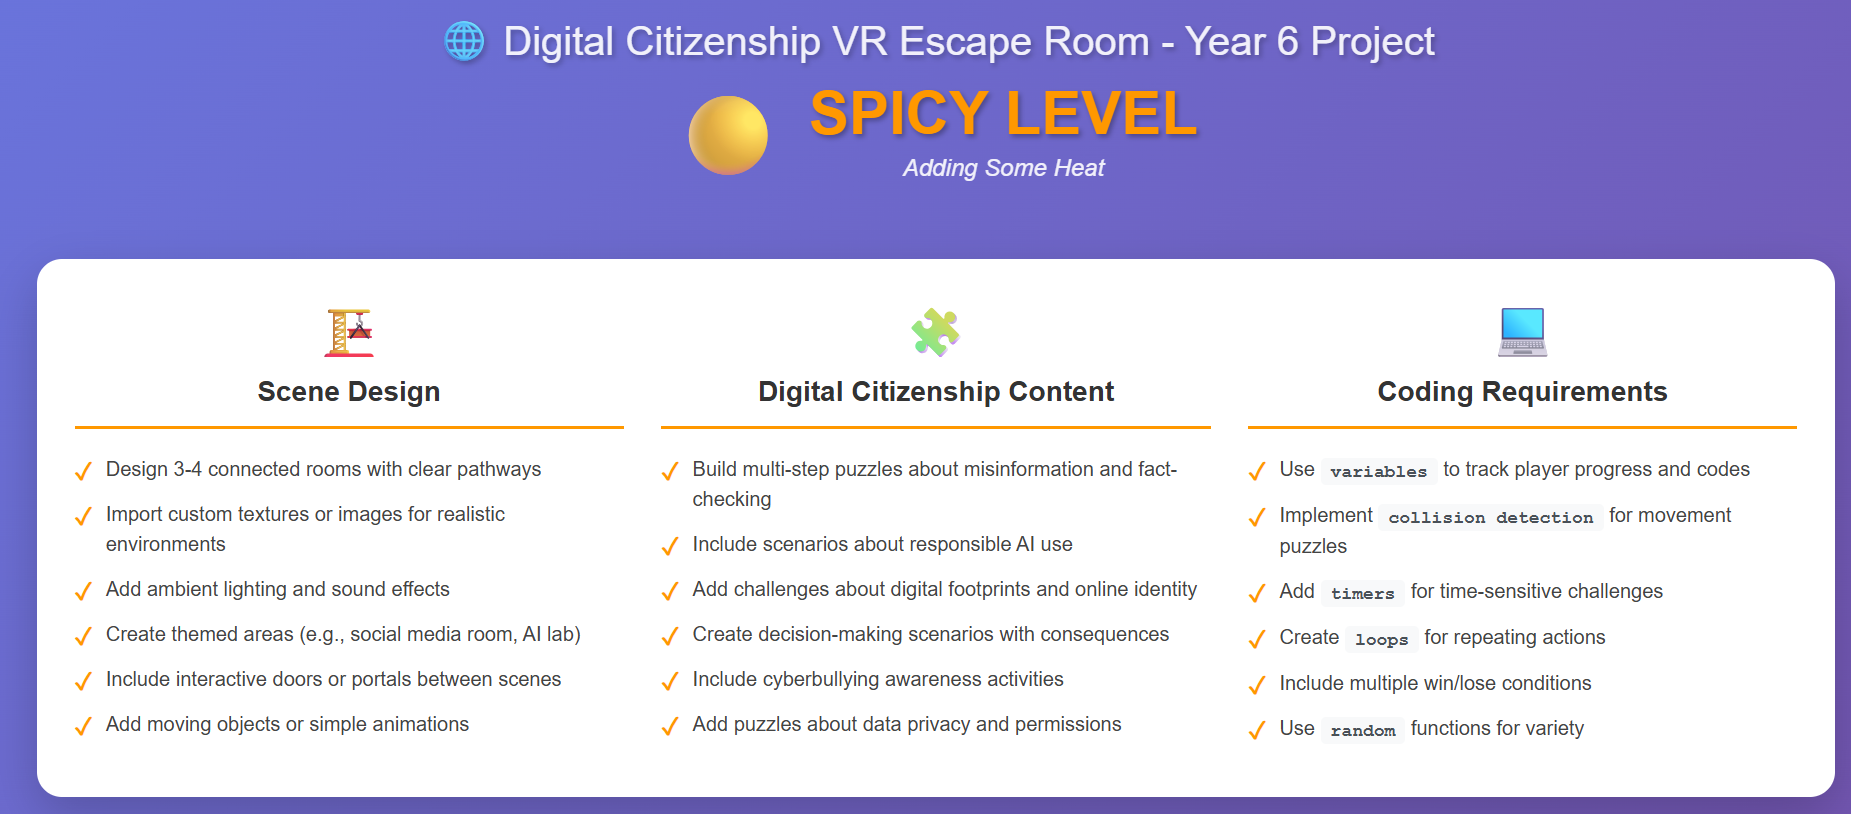 Digital Citizenship VR Escape Room - Year 6 Project
SPICY LEVEL
Adding Some Heat
Scene Design
Design 3-4 connected rooms with clear pathways
Import custom textures or images for realistic
environments
Add ambient lighting and sound effects
Create themed areas (e.g., social media room, AI lab)
Include interactive doors or portals between scenes
Add moving objects or simple animations
Digital Citizenship Content
Build multi-step puzzles about misinformation and fact-
checking
Include scenarios about responsible AI use
Add challenges about digital footprints and online identity
Create decision-making scenarios with consequences
Include cyberbullying awareness activities
Add puzzles about data privacy and permissions
Coding Requirements
Use variables to track player progress and codes
Implement collision detection for movement
puzzles
Add timers for time-sensitive challenges
Create loops for repeating actions
Include multiple win/lose conditions
Use random functions for variety